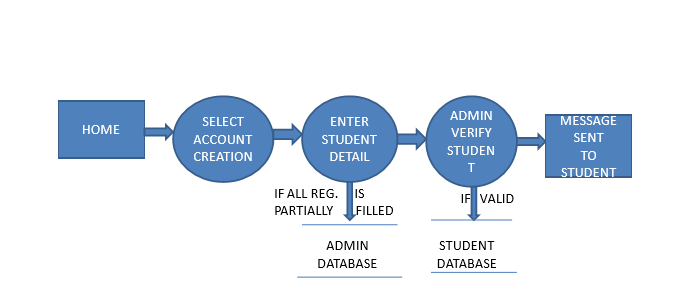 HOME
SELECT
ACCOUNT
CREATION
ENTER
STUDENT
DETAIL
ADMIN
VERIFY
STUDEN
T
MESSAGE
SENT
TO
STUDENT
IF ALL REG. IS
PARTIALLY FILLED
IF VALID
ADMIN
DATABASE
STUDENT
DATABASE